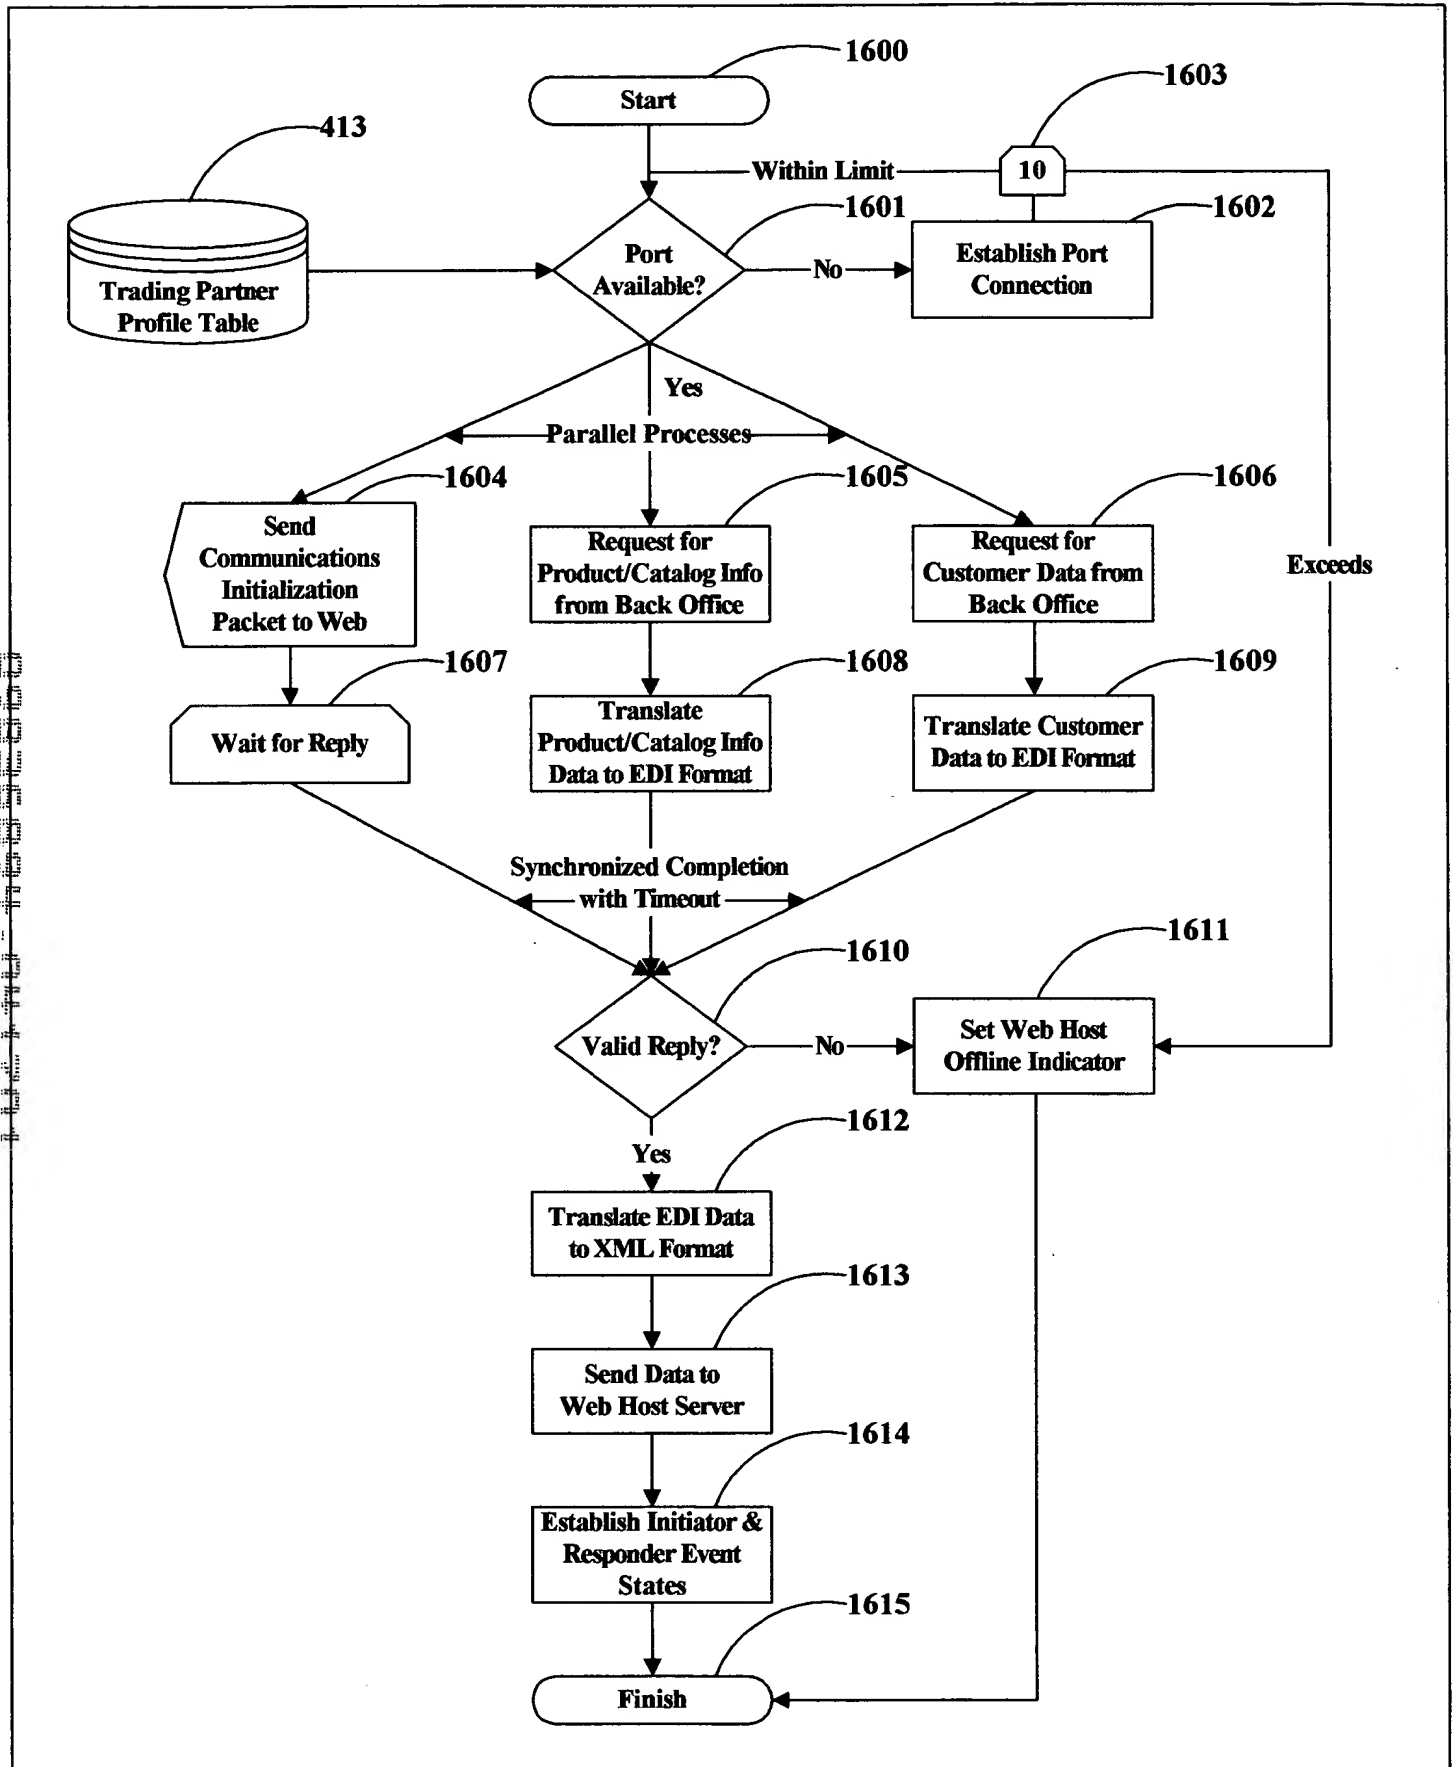 1600
Start
1603
413
Within Limit
10
1601
1602
Port
Available?
No
Establish Port
Connection
Trading Partner
Profile Table
Yes
Parallel Processes
1604
1605
1606
Send
Communications
Initialization
Packet to Web
Request for
Product/Catalog Info
from Back Office
Request for
Customer Data from
Back Office
Exceeds
1607
1608
1609
Wait for Reply
Translate
Product/Catalog Info
Data to EDI Format
Translate Customer
Data to EDI Format
Synchronized Completion
with Timeout
1610
1611
Valid Reply?
No
Set Web Host
Offline Indicator
1612
Yes
Translate EDI Data
to XML Format
1613
Send Data to
Web Host Server
1614
Establish Initiator &
Responder Event
States
1615
Finish